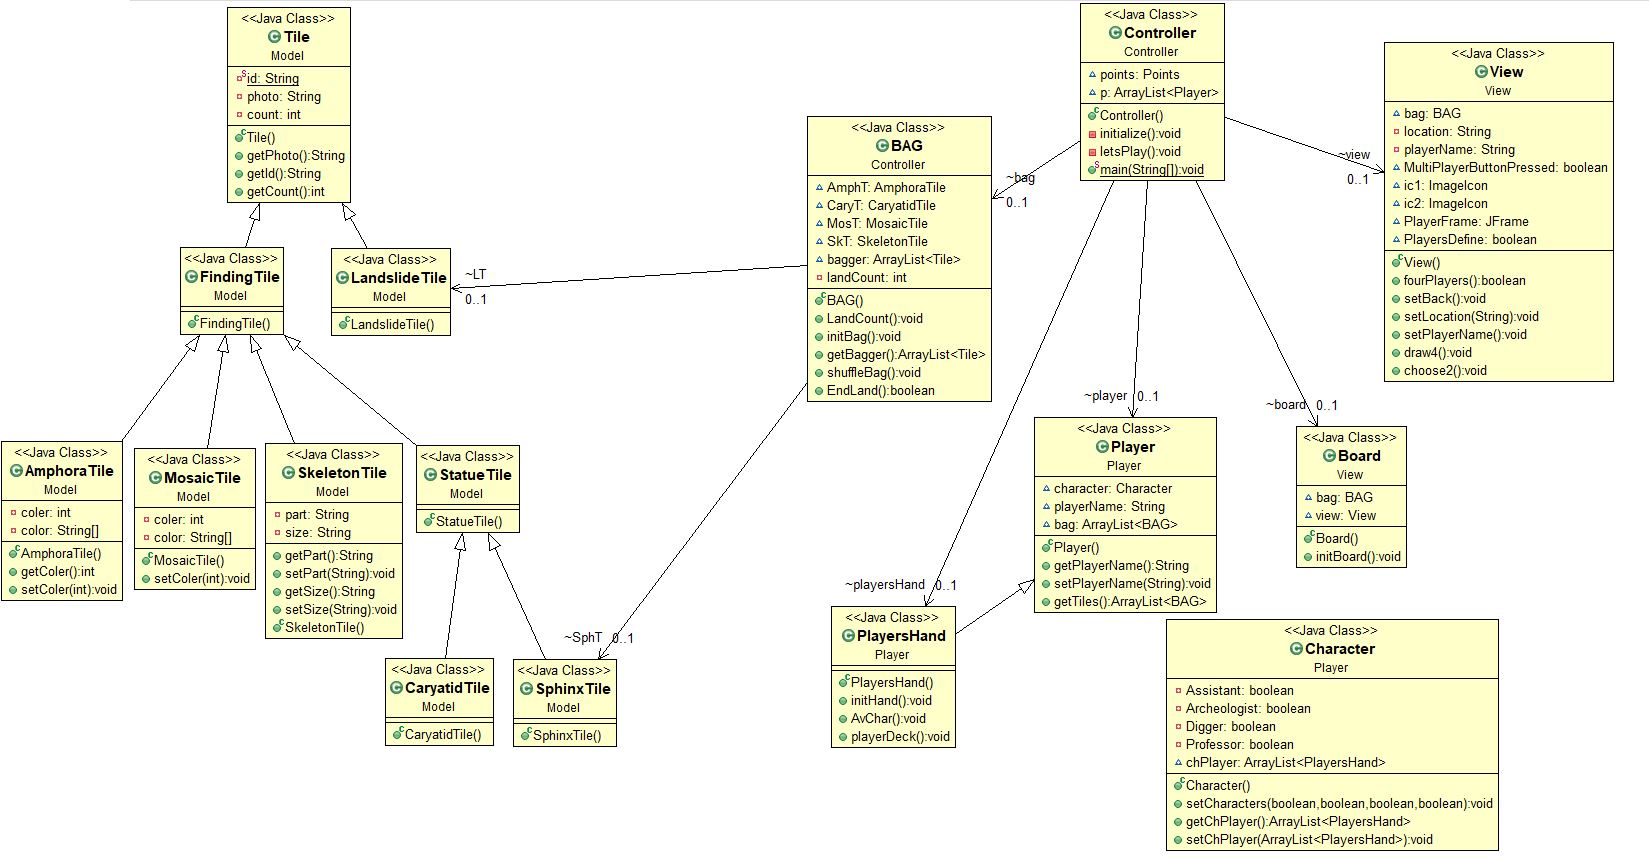 <<Java Class>>
Tile
Model
id: String
photo: String
count: int
Tile()
getPhoto():String
getId():String
getCount():int
<<Java Class>>
FindingTile
Model
FindingTile()
<<Java Class>>
LandslideTile
Model
LandslideTile()
~LT
0..1
<<Java Class>>
AmphoraTile
Model
coler: int
color: String[]
AmphoraTile()
getColer():int
setColer(int):void
<<Java Class>>
MosaicTile
Model
coler: int
color: String[]
MosaicTile()
setColer(int):void
<<Java Class>>
SkeletonTile
Model
part: String
size: String
getPart():String
setPart(String):void
getSize():String
setSize(String):void
SkeletonTile()
<<Java Class>>
StatueTile
Model
StatueTile()
<<Java Class>>
CaryatidTile
Model
CaryatidTile()
~SphT 0..1
<<Java Class>>
SphinxTile
Model
SphinxTile()
<<Java Class>>
BAG
Controller
AmphT: AmphoraTile
CaryT: CaryatidTile
MosT: MosaicTile
SkT: SkeletonTile
bagger: ArrayList<Tile>
landCount: int
BAG()
LandCount():void
initBag():void
getBagger():ArrayList<Tile>
shuffleBag():void
EndLand():boolean
<<Java Class>>
Controller
Controller
points: Points
p: ArrayList<Player>
Controller()
initialize():void
letsPlay():void
main(String[]):void
~bag
0..1
~view
0..1
<<Java Class>>
View
View
bag: BAG
location: String
playerName: String
MultiPlayerButtonPressed: boolean
ic1: ImageIcon
ic2: ImageIcon
PlayerFrame: JFrame
PlayersDefine: boolean
View()
fourPlayers():boolean
setBack():void
setLocation(String):void
setPlayerName():void
draw4():void
choose2():void
~player 0..1
<<Java Class>>
Player
Player
character: Character
playerName: String
bag: ArrayList<BAG>
Player()
getPlayerName():String
setPlayerName(String):void
getTiles():ArrayList<BAG>
~board 0..1
<<Java Class>>
Board
View
bag: BAG
view: View
Board()
initBoard():void
~playersHand 0..1
<<Java Class>>
PlayersHand
Player
PlayersHand()
initHand():void
AvChar():void
playerDeck():void
<<Java Class>>
Character
Player
Assistant: boolean
Archeologist: boolean
Digger: boolean
Professor: boolean
chPlayer: ArrayList<PlayersHand>
Character()
setCharacters(boolean,boolean,boolean,boolean):void
getChPlayer():ArrayList<PlayersHand>
setChPlayer(ArrayList<PlayersHand>):void